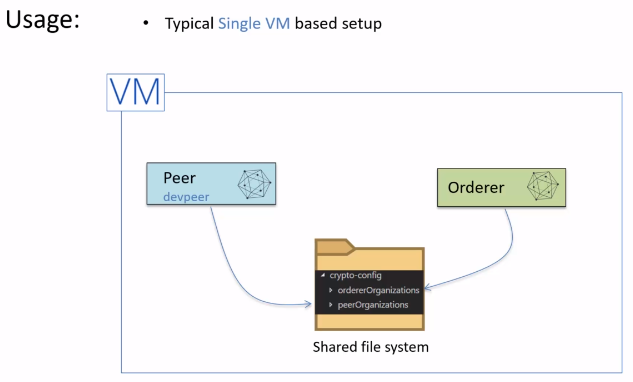 Usage:
• Typical Single VM based setup
VM
Peer
devpeer
Orderer
crypto-config
ordererOrganizations
peerOrganizations
Shared file system